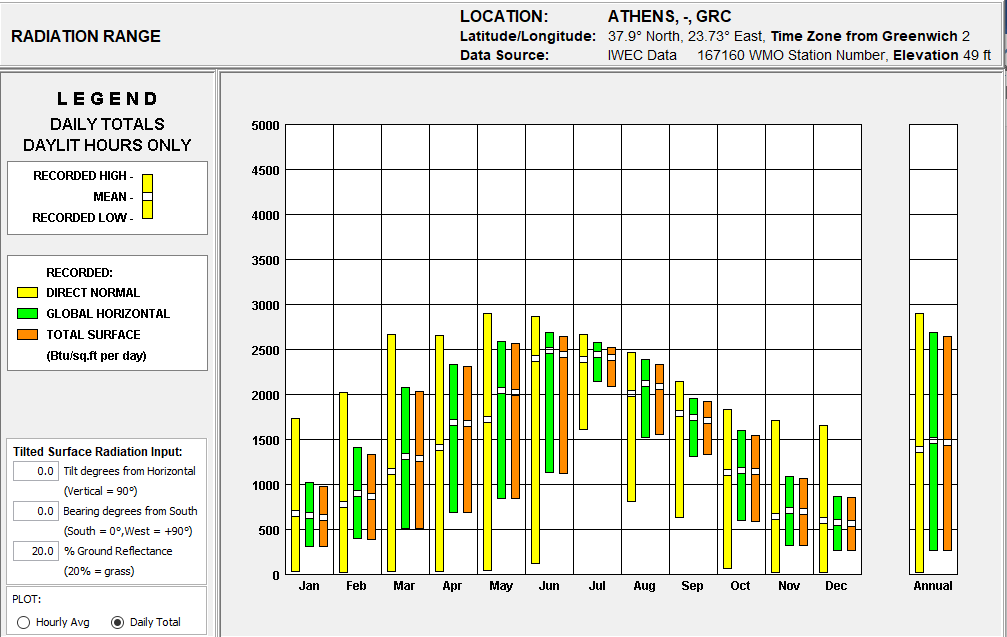 RADIATION RANGE
LOCATION: ATHENS, -, GRC
Latitude/Longitude: 37.9° North, 23.73° East, Time Zone from Greenwich 2
Data Source: IWEC Data 167160 WMO Station Number, Elevation 49 ft
LEGEND
DAILY TOTALS
DAYLIT HOURS ONLY
RECORDED HIGH -
MEAN -
RECORDED LOW -
RECORDED:
DIRECT NORMAL
GLOBAL HORIZONTAL
TOTAL SURFACE
(Btu/sq.ft per day)
Tilted Surface Radiation Input:
0.0 Tilt degrees from Horizontal
(Vertical = 90°)
0.0 Bearing degrees from South
(South = 0°,West = +90°)
20.0 % Ground Reflectance
(20% = grass)
PLOT:
Hourly Avg Daily Total
5000
4500
4000
3500
3000
2500
2000
1500
1000
500
0
Jan Feb Mar Apr May Jun Jul Aug Sep Oct Nov Dec Annual